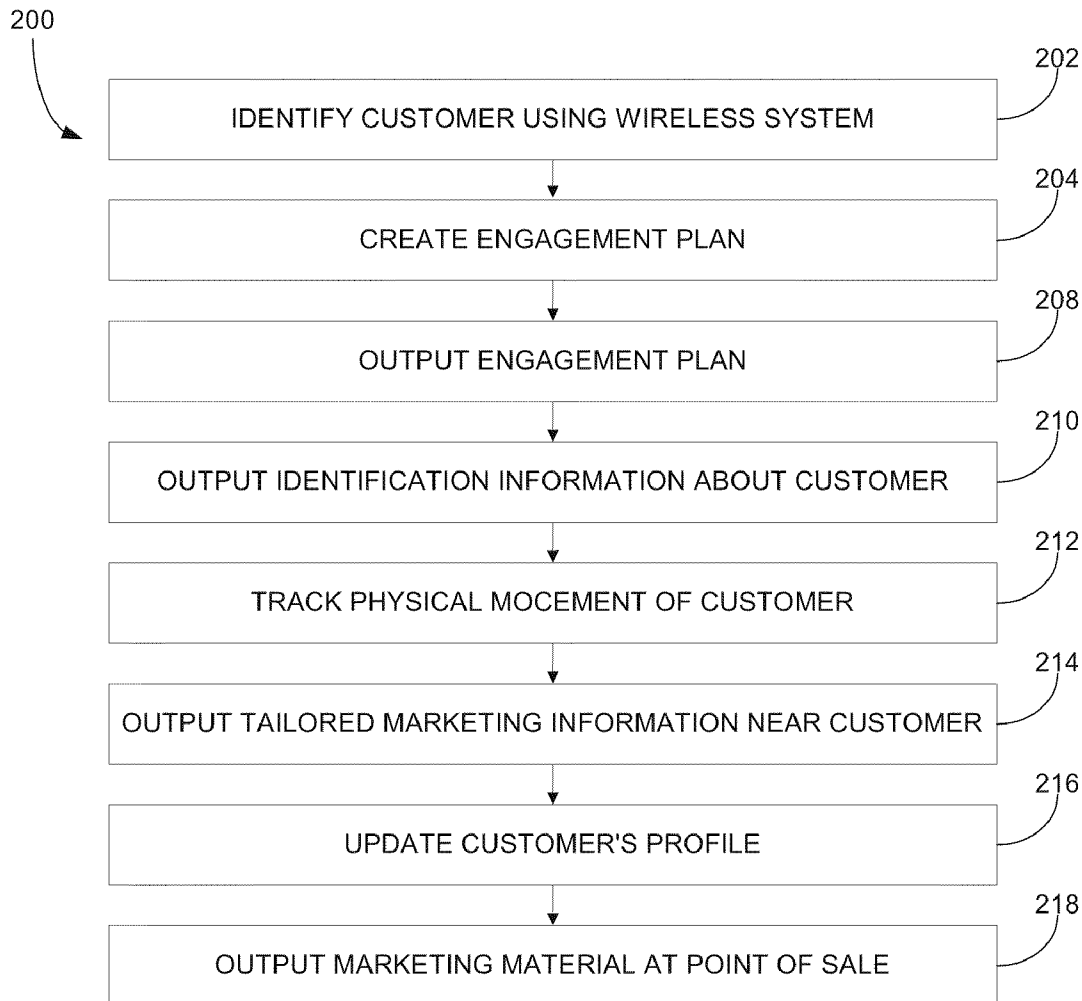 200
202
IDENTIFY CUSTOMER USING WIRELESS SYSTEM
204
CREATE ENGAGEMENT PLAN
208
OUTPUT ENGAGEMENT PLAN
210
OUTPUT IDENTIFICATION INFORMATION ABOUT CUSTOMER
212
TRACK PHYSICAL MOCEMENT OF CUSTOMER
214
OUTPUT TAILORED MARKETING INFORMATION NEAR CUSTOMER
216
UPDATE CUSTOMER'S PROFILE
218
OUTPUT MARKETING MATERIAL AT POINT OF SALE